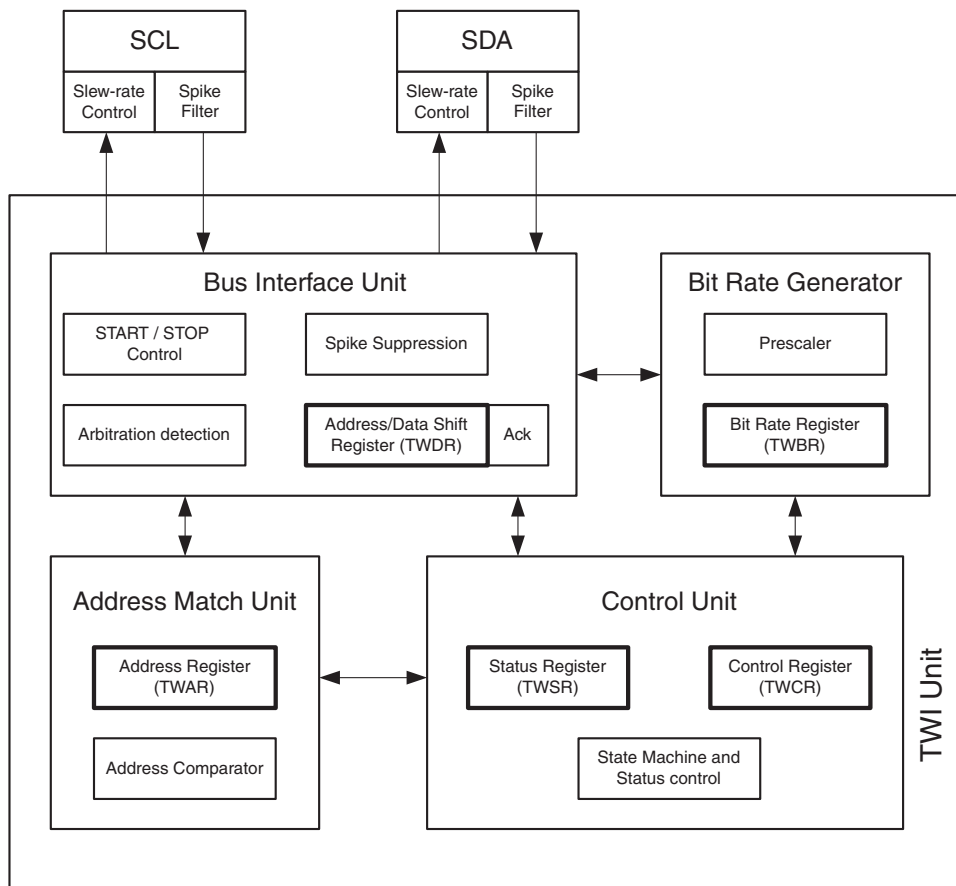 SCL
Slew-rate
Control
Spike
Filter
SDA
Slew-rate
Control
Spike
Filter
Bus Interface Unit
START / STOP
Control
Spike Suppression
Arbitration detection
Address/Data Shift
Register (TWDR)
Ack
Bit Rate Generator
Prescaler
Bit Rate Register
(TWBR)
Address Match Unit
Address Register
(TWAR)
Address Comparator
Control Unit
Status Register
(TWSR)
Control Register
(TWCR)
State Machine and
Status control
TWI Unit